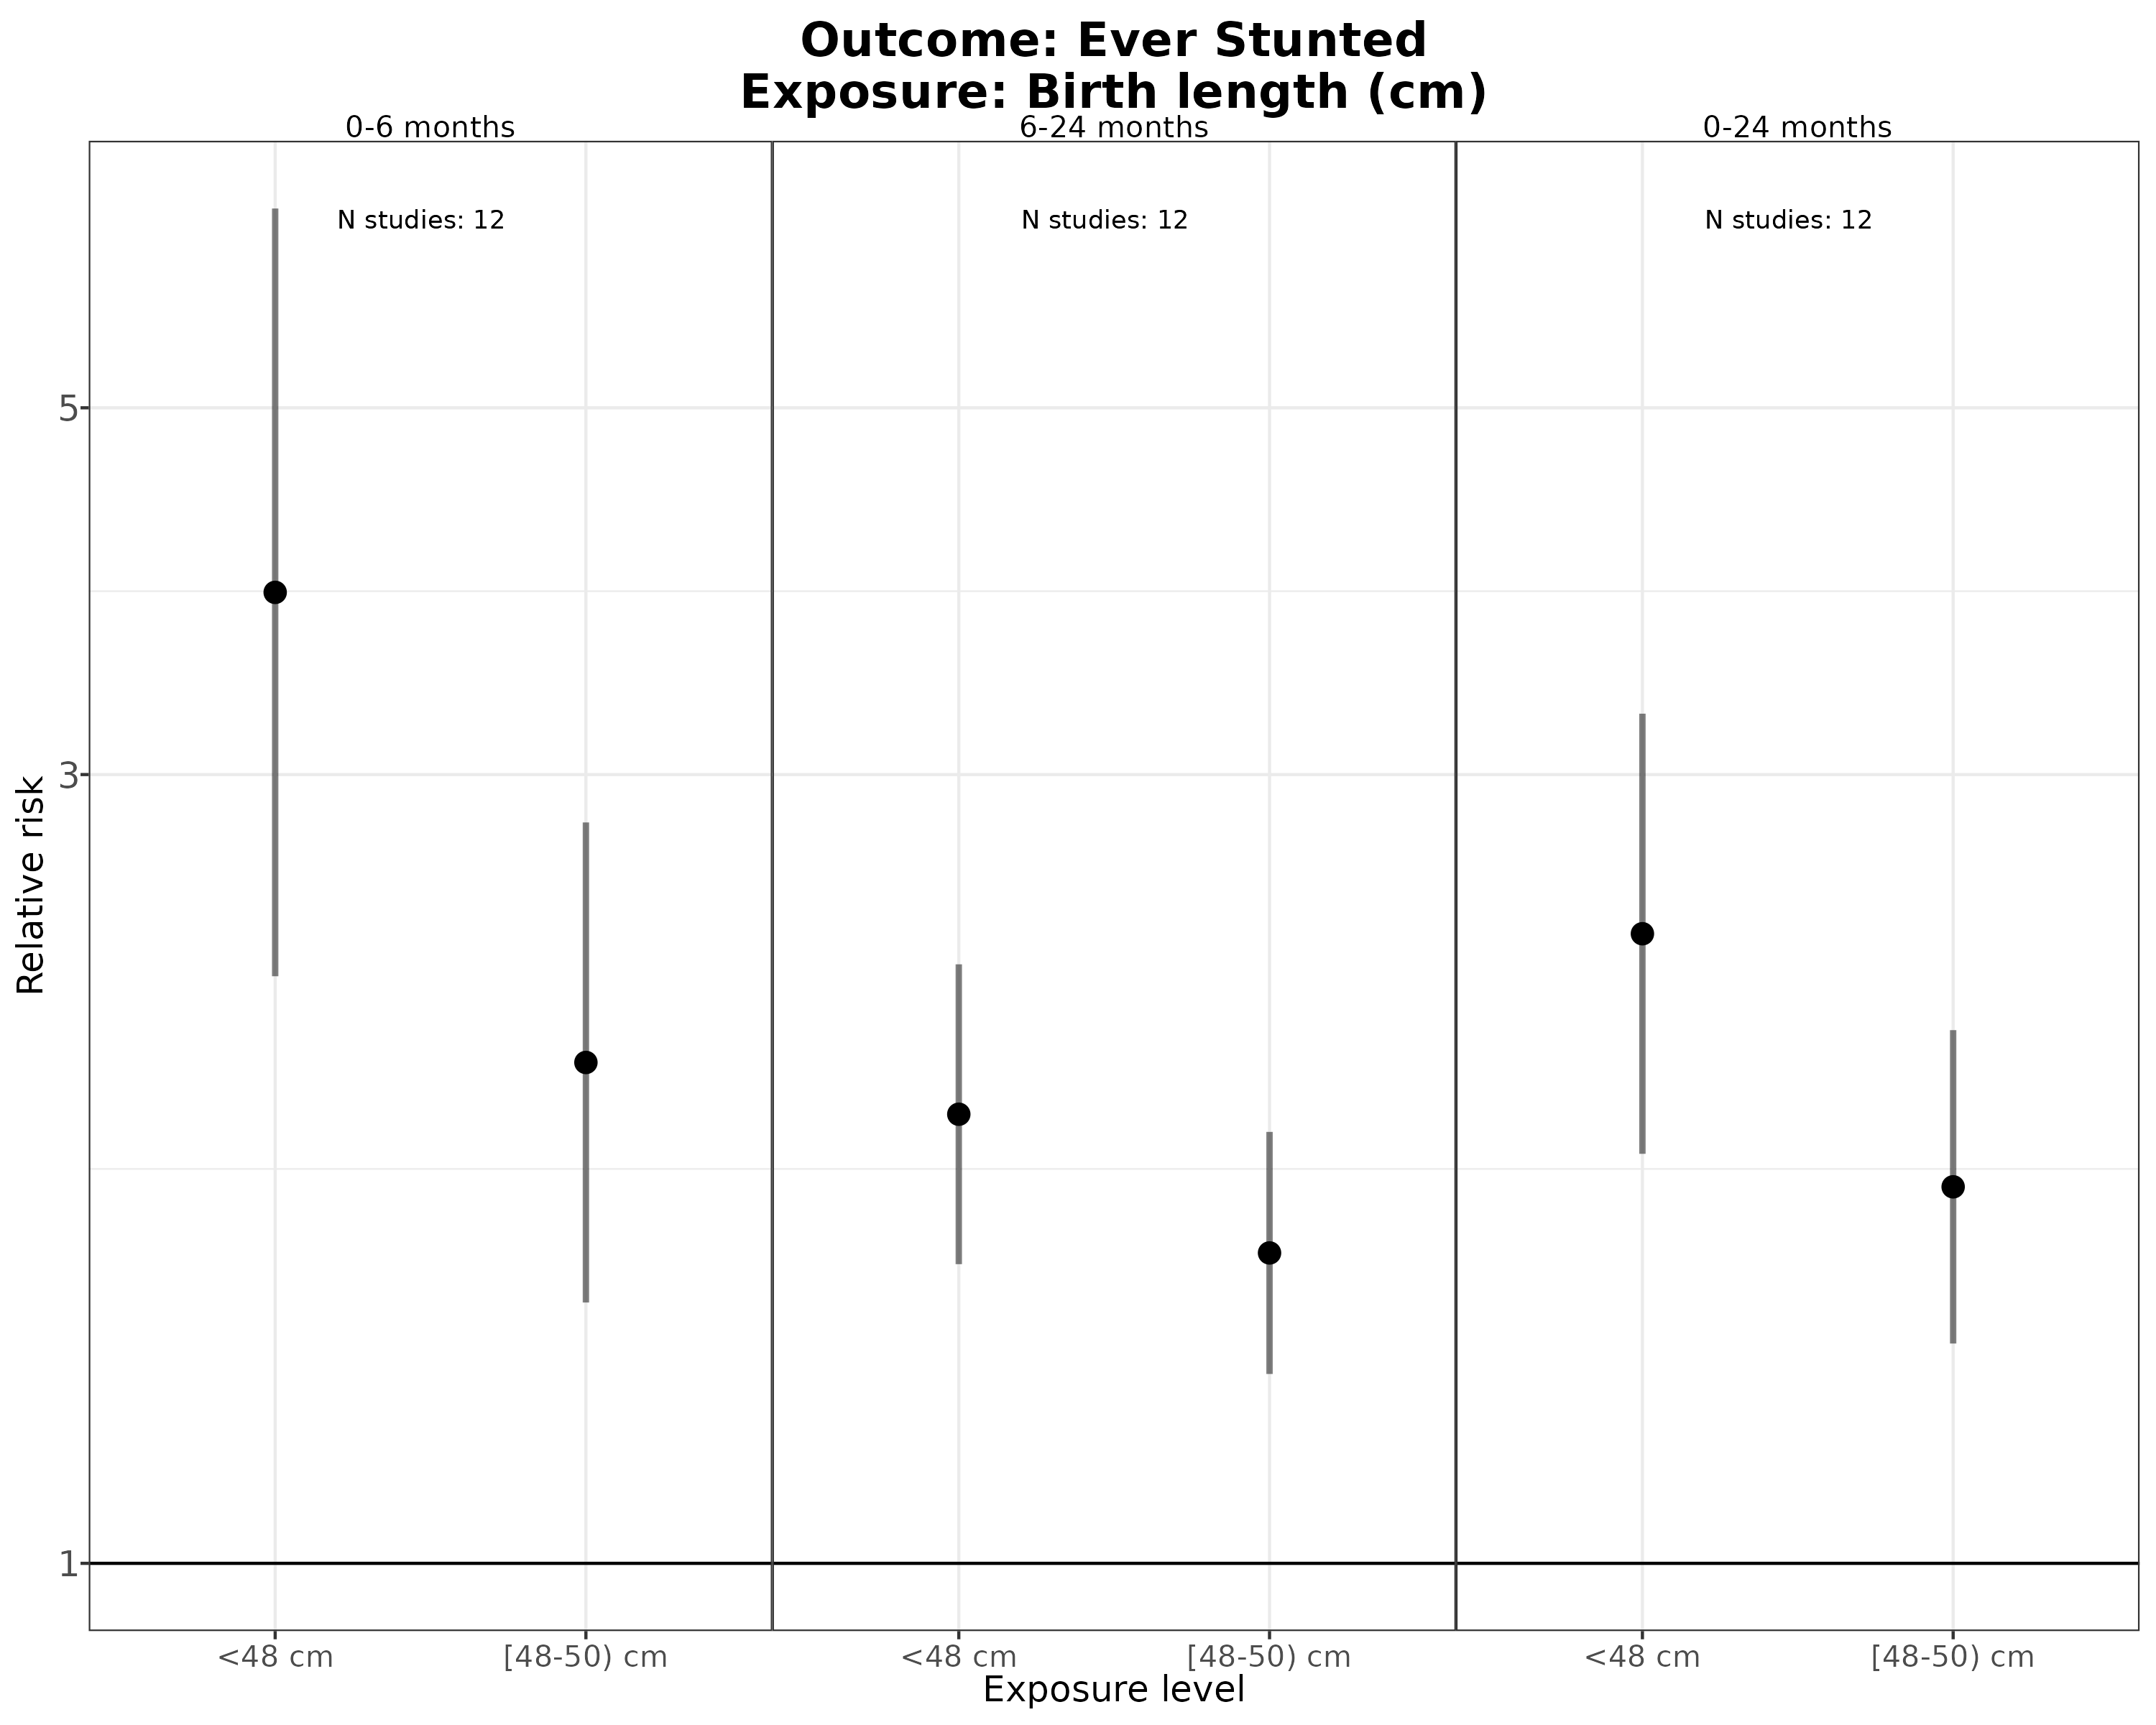 Outcome: Ever Stunted
Exposure: Birth length (cm)
0-6 months
6-24 months
0-24 months
N studies: 12
N studies: 12
N studies: 12
5
3
1
Relative risk
<48 cm
[48-50) cm
<48 cm
[48-50) cm
<48 cm
[48-50) cm
Exposure level